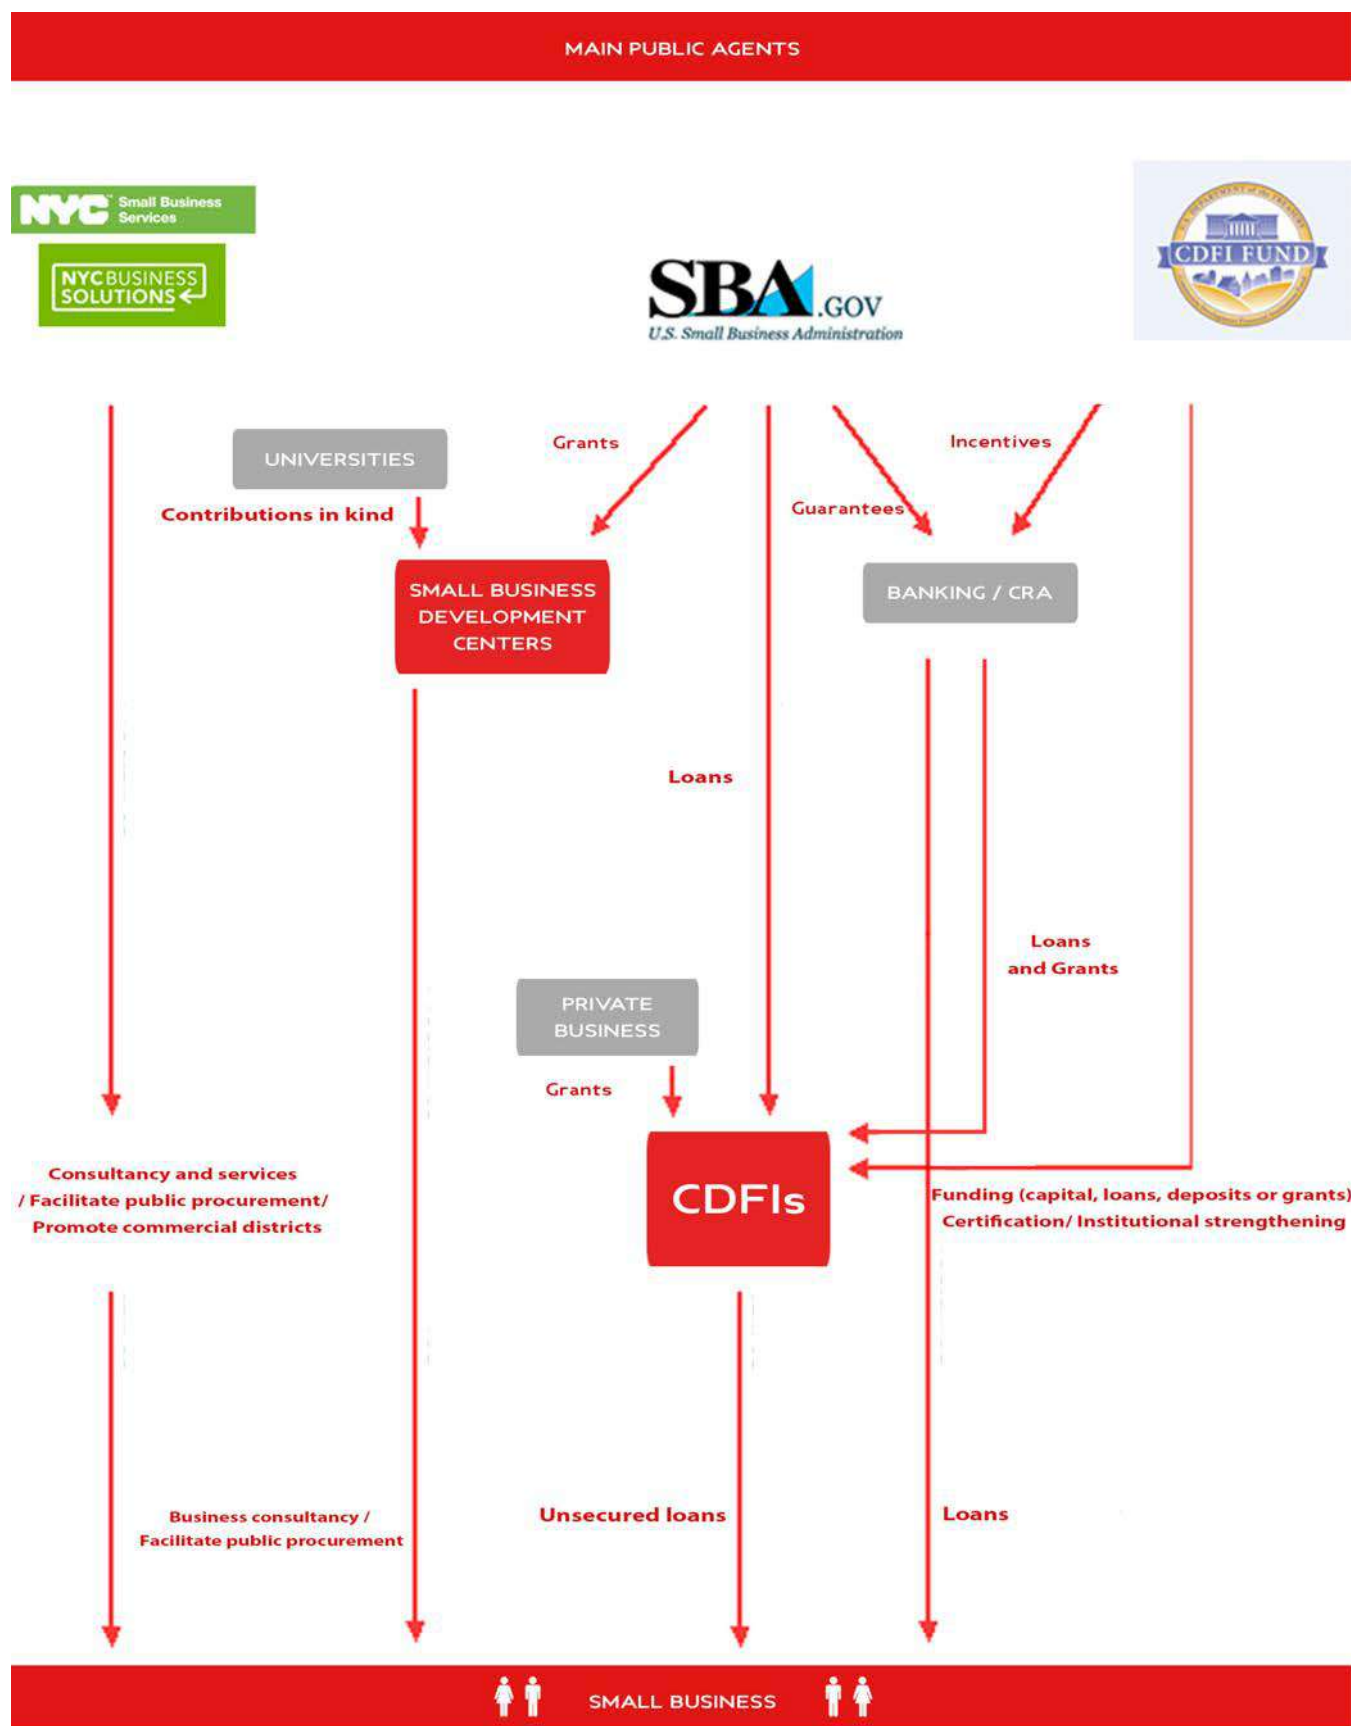 MAIN PUBLIC AGENTS
NYC Small Business
Services
NYC BUSINESS
SOLUTIONS
SBA.GOV
U.S. Small Business Administration
CDFI FUND
UNIVERSITIES
Grants
Incentives
Contributions in kind
Guarantees
SMALL BUSINESS
DEVELOPMENT
CENTERS
BANKING / CRA
Loans
Loans
and Grants
PRIVATE
BUSINESS
Grants
Consultancy and services
/ Facilitate public procurement/
Promote commercial districts
CDFIs
Funding (capital, loans, deposits or grants)
Certification/ Institutional strengthening
Business consultancy /
Facilitate public procurement
Unsecured loans
Loans
SMALL BUSINESS